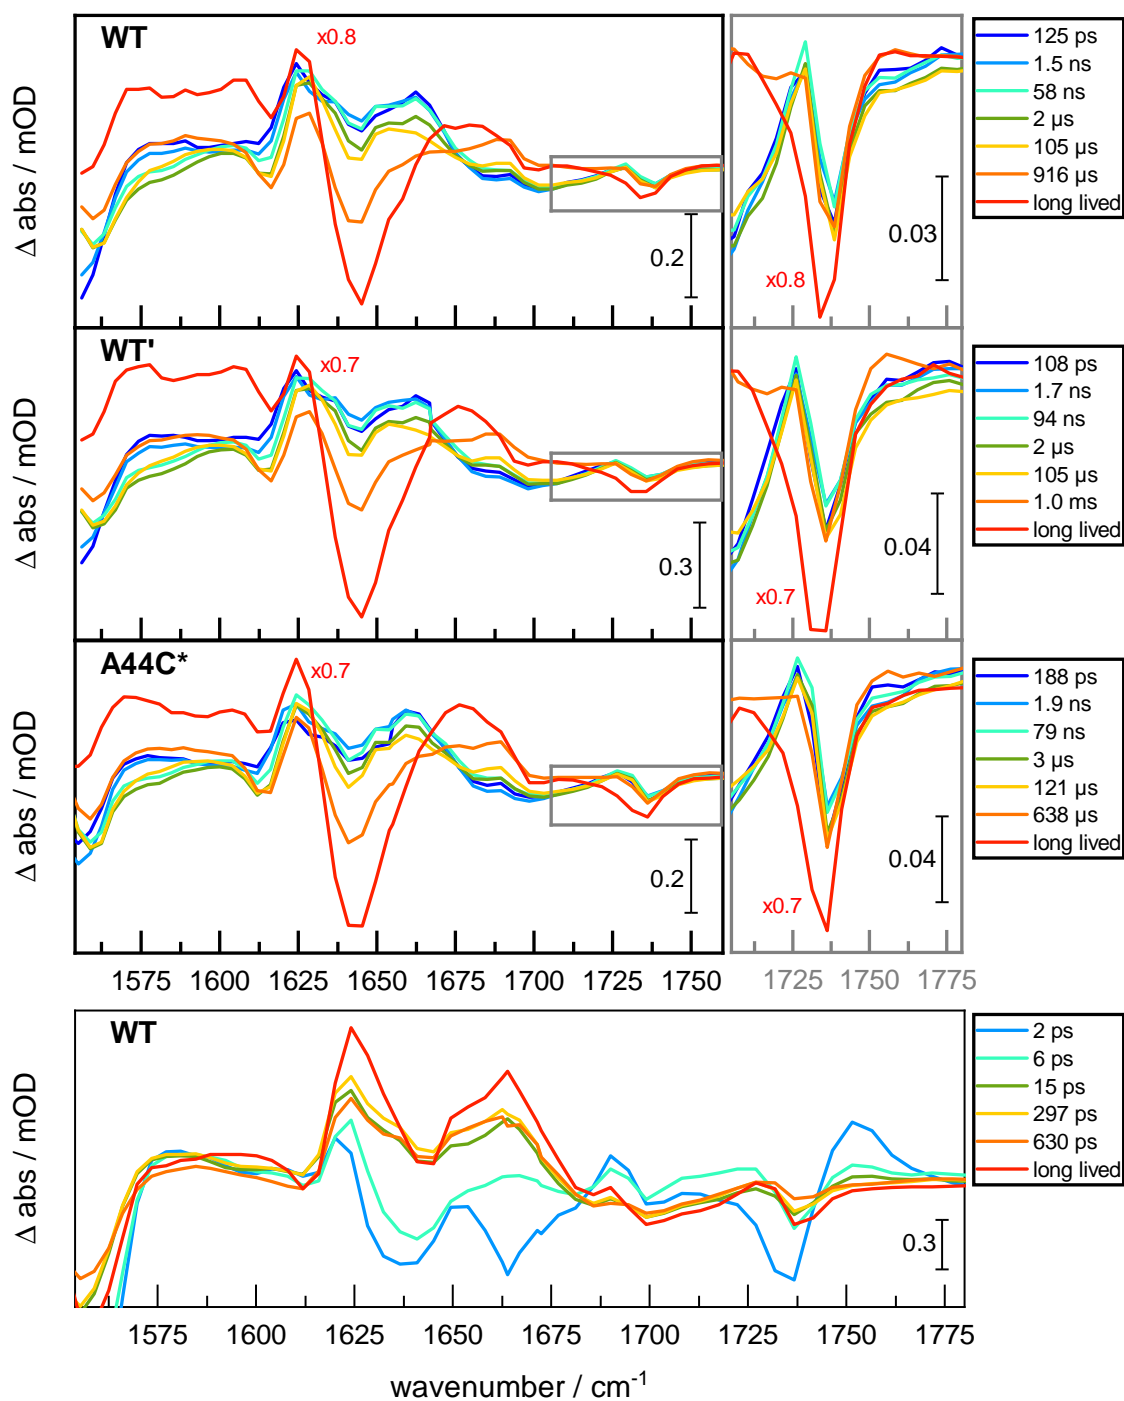 WT
x0.8
Δ abs / mOD
0.2
x0.8
0.03
125 ps
1.5 ns
58 ns
2 µs
105 µs
916 µs
long lived
WT'
x0.7
Δ abs / mOD
0.3
x0.7
0.04
108 ps
1.7 ns
94 ns
2 µs
105 µs
1.0 ms
long lived
A44C*
x0.7
Δ abs / mOD
0.2
x0.7
0.04
188 ps
1.9 ns
79 ns
3 µs
121 µs
638 µs
long lived
1575 1600 1625 1650 1675 1700 1725 1750
1725 1750 1775
WT
Δ abs / mOD
0.3
2 ps
6 ps
15 ps
297 ps
630 ps
long lived
1575 1600 1625 1650 1675 1700 1725 1750 1775
wavenumber / cm⁻¹